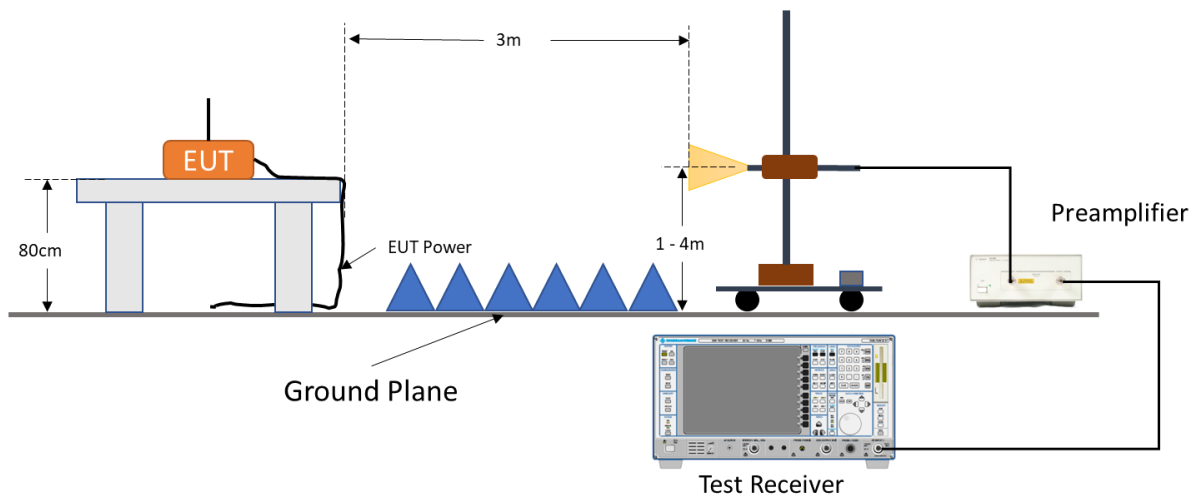 3m
EUT
80cm
EUT Power
1 - 4m
Preamplifier
Ground Plane
Test Receiver